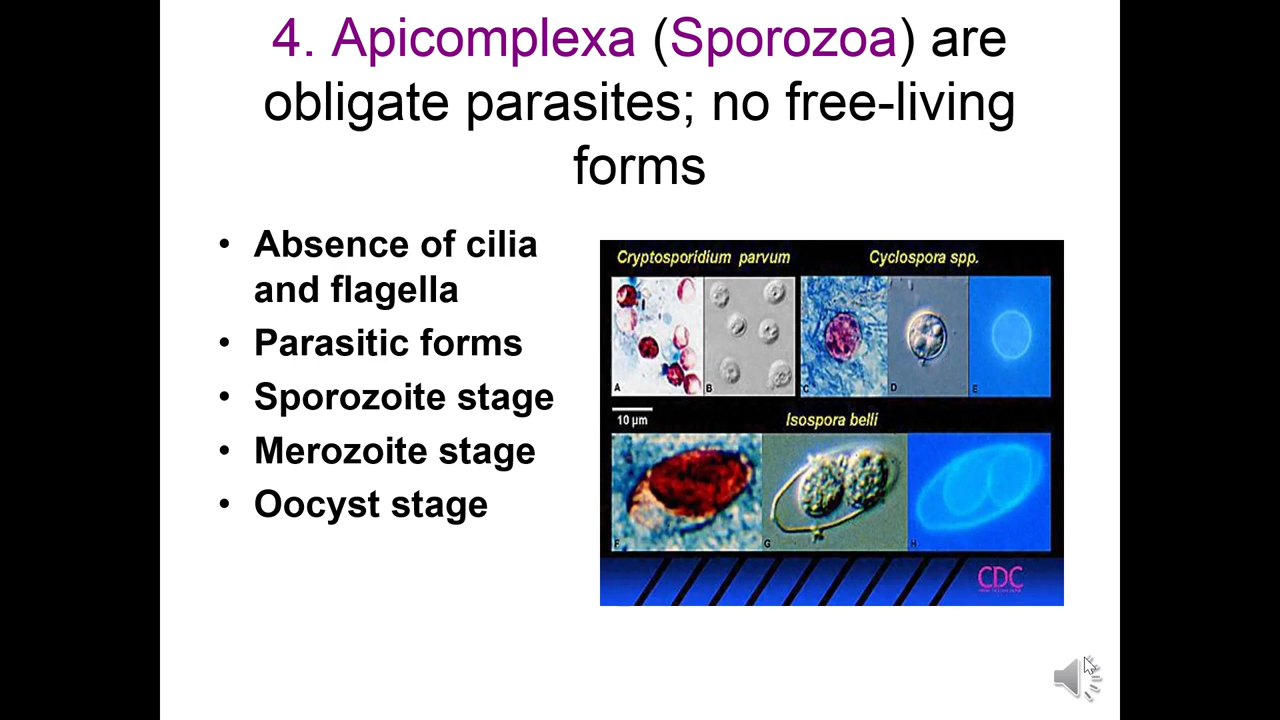 4. Apicomplexa (Sporozoa) are
obligate parasites; no free-living
forms
• Absence of cilia
and flagella
• Parasitic forms
• Sporozoite stage
• Merozoite stage
• Oocyst stage
Cryptosporidium parvum
Cyclospora spp.
A
B
C
D
E
10 µm
Isospora belli
F
G
H
CDC